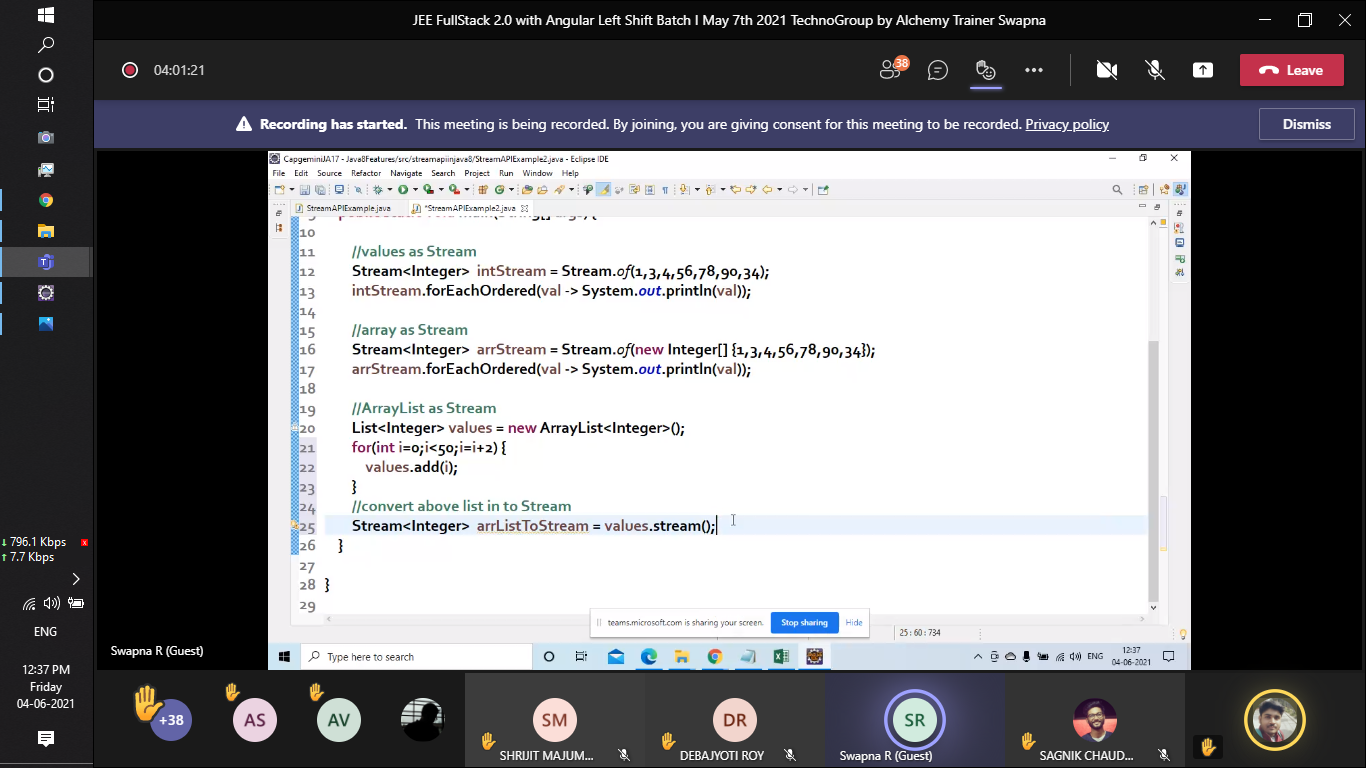 JEE FullStack 2.0 with Angular Left Shift Batch I May 7th 2021 TechnoGroup by Alchemy Trainer Swapna
04:01:21
38
Leave
Recording has started. This meeting is being recorded. By joining, you are giving consent for this meeting to be recorded. Privacy policy
Dismiss
CapgeminiJA17 - Java8Features/src/streamapiinjava8/StreamAPIExample2.java - Eclipse IDE
File Edit Source Refactor Navigate Search Project Run Window Help
StreamAPIExample.java *StreamAPIExample2.java
10
11 //values as Stream
12 Stream<Integer> intStream = Stream.of(1,3,4,56,78,90,34);
13 intStream.forEachOrdered(val -> System.out.println(val));
14
15 //array as Stream
16 Stream<Integer> arrStream = Stream.of(new Integer[] {1,3,4,56,78,90,34});
17 arrStream.forEachOrdered(val -> System.out.println(val));
18
19 //ArrayList as Stream
20 List<Integer> values = new ArrayList<Integer>();
21 for(int i=0;i<50;i=i+2) {
22 values.add(i);
23 }
24 //convert above list in to Stream
25 Stream<Integer> arrListToStream = values.stream();
26 }
27
28 }
29
teams.microsoft.com is sharing your screen. Stop sharing Hide
25 : 60 : 734
Type here to search
ENG
12:37
04-06-2021
Swapna R (Guest)
↓ 796.1 Kbps
↑ 7.7 Kbps
ENG
12:37 PM
Friday
04-06-2021
+38
AS
AV
SM
SHRIJIT MAJUM...
DR
DEBAJYOTI ROY
SR
Swapna R (Guest)
SAGNIK CHAUD...